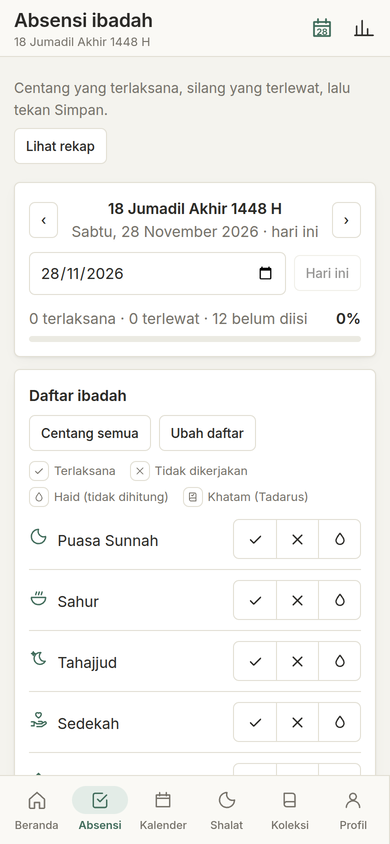 Absensi ibadah
18 Jumadil Akhir 1448 H
28
Centang yang terlaksana, silang yang terlewat, lalu
tekan Simpan.
Lihat rekap
‹
18 Jumadil Akhir 1448 H
›
Sabtu, 28 November 2026 · hari ini
28/11/2026
Hari ini
0 terlaksana · 0 terlewat · 12 belum diisi 0%
Daftar ibadah
Centang semua Ubah daftar
Terlaksana Tidak dikerjakan
Haid (tidak dihitung) Khatam (Tadarus)
Puasa Sunnah
Sahur
Tahajjud
Sedekah
Beranda Absensi Kalender Shalat Koleksi Profil